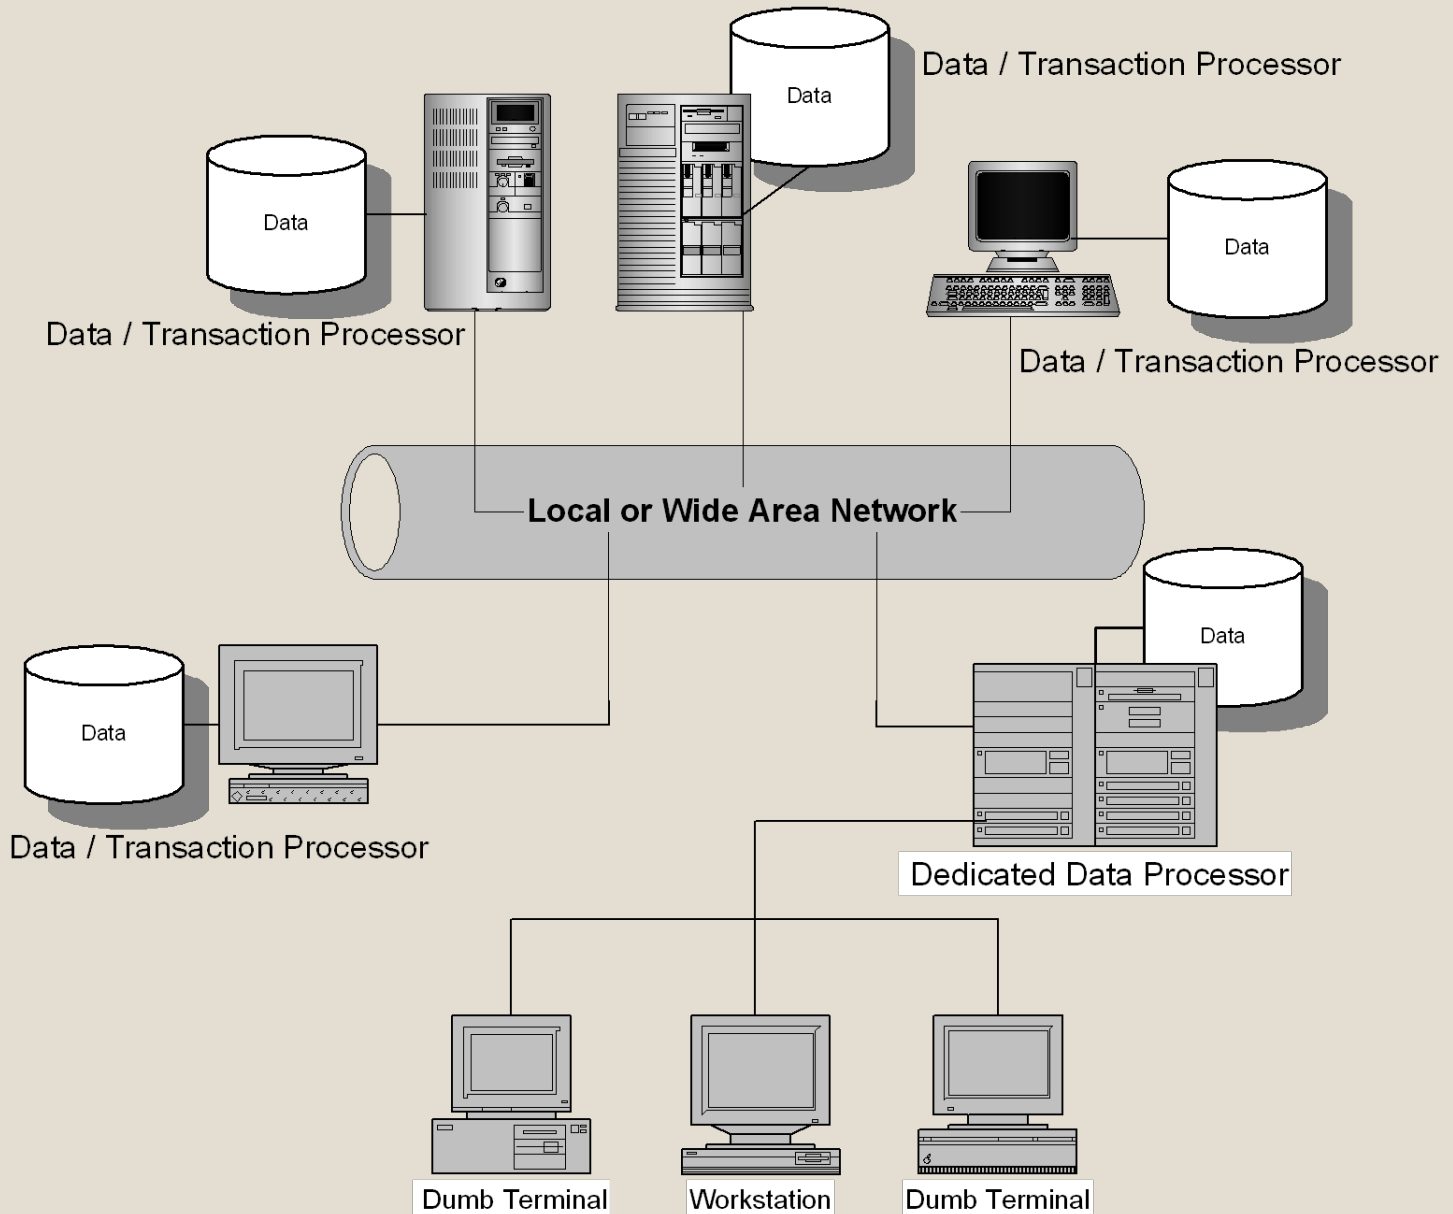 Data
Data / Transaction Processor
Data
Data
Data / Transaction Processor
Data / Transaction Processor
Local or Wide Area Network
Data
Data
Data / Transaction Processor
Dedicated Data Processor
Dumb Terminal
Workstation
Dumb Terminal